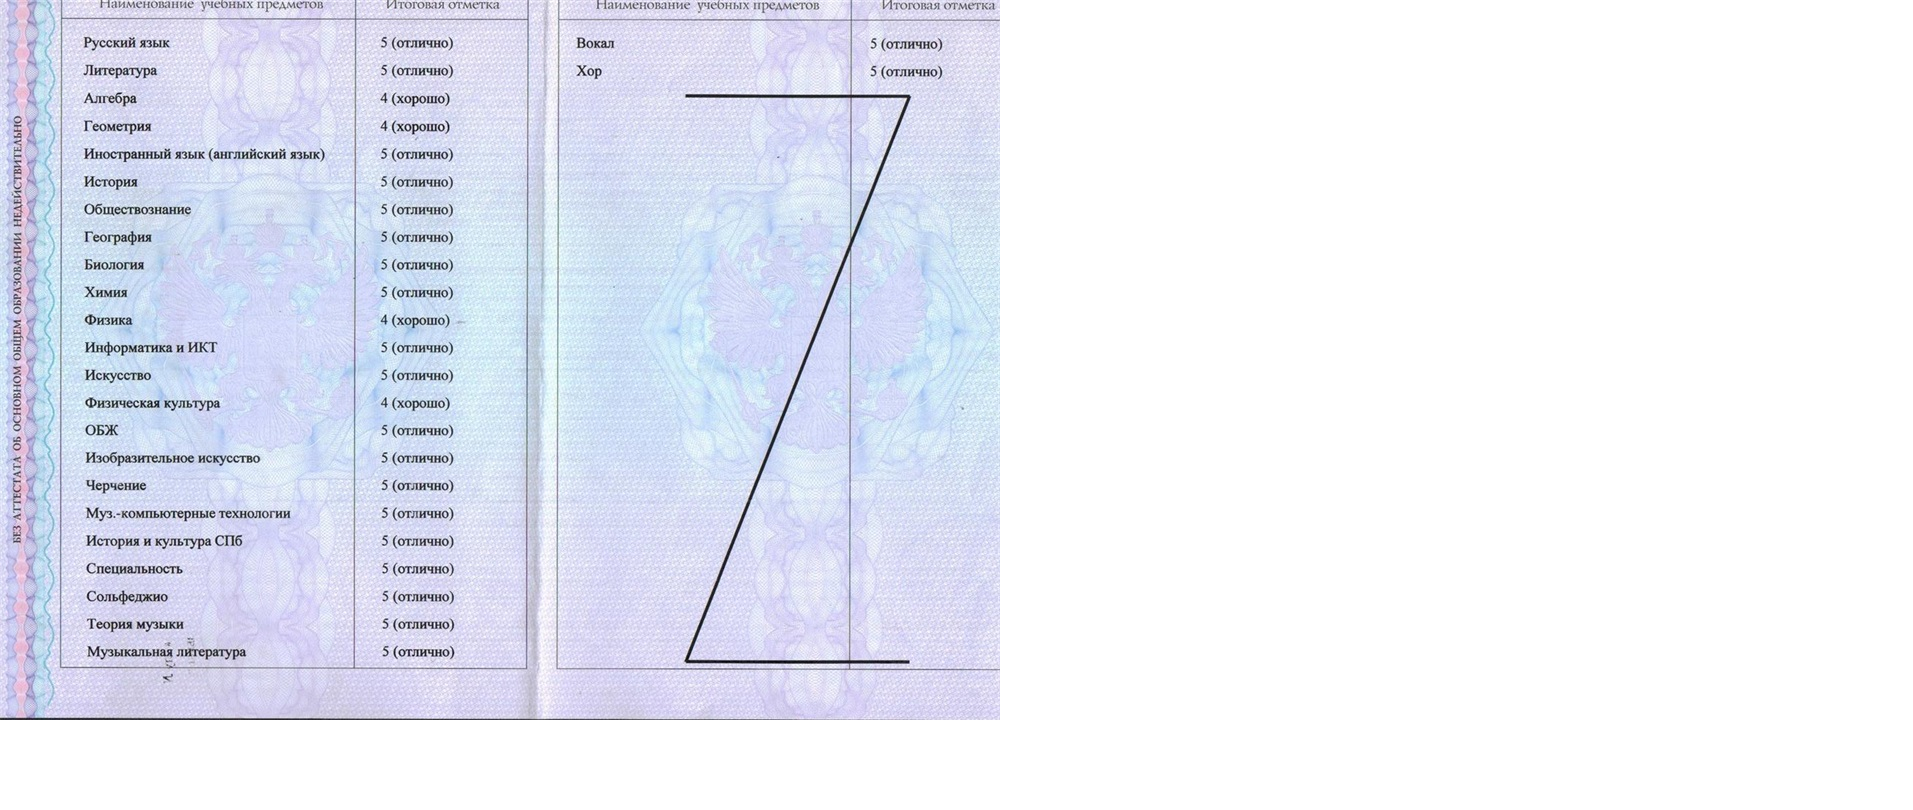 БЕЗ АТТЕСТАТА ОБ ОСНОВНОМ ОБЩЕМ ОБРАЗОВАНИИ НЕДЕЙСТВИТЕЛЬНО
Наименование учебных предметов Итоговая отметка
Русский язык 5 (отлично)
Литература 5 (отлично)
Алгебра 4 (хорошо)
Геометрия 4 (хорошо)
Иностранный язык (английский язык) 5 (отлично)
История 5 (отлично)
Обществознание 5 (отлично)
География 5 (отлично)
Биология 5 (отлично)
Химия 5 (отлично)
Физика 4 (хорошо)
Информатика и ИКТ 5 (отлично)
Искусство 5 (отлично)
Физическая культура 4 (хорошо)
ОБЖ 5 (отлично)
Изобразительное искусство 5 (отлично)
Черчение 5 (отлично)
Муз.-компьютерные технологии 5 (отлично)
История и культура СПб 5 (отлично)
Специальность 5 (отлично)
Сольфеджио 5 (отлично)
Теория музыки 5 (отлично)
Музыкальная литература 5 (отлично)
Наименование учебных предметов Итоговая отметка
Вокал 5 (отлично)
Хор 5 (отлично)